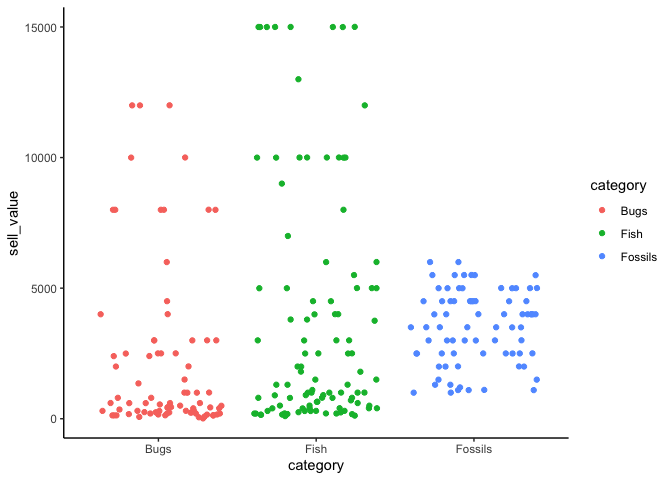 15000
10000
5000
0
sell_value
Bugs Fish Fossils
category
category
Bugs
Fish
Fossils